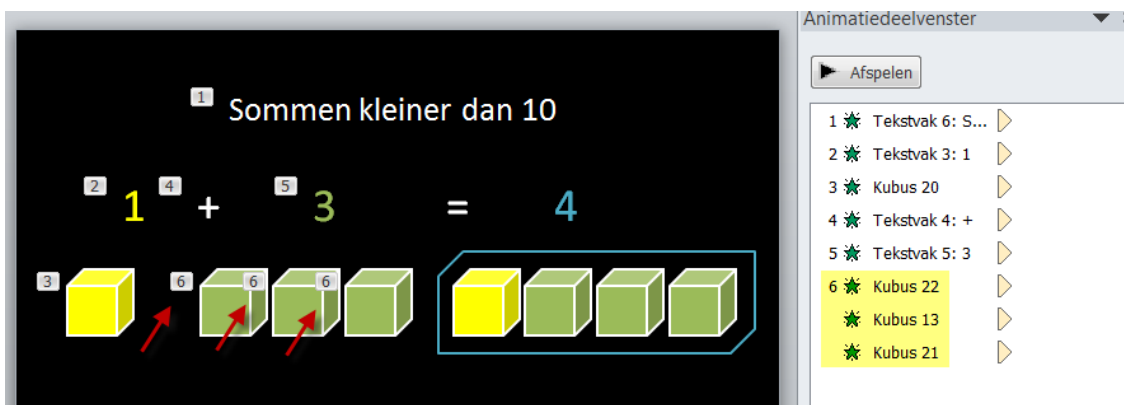 Animatiedeelvenster
Afspelen
1 Sommen kleiner dan 10
2 1 4 + 5 3 = 4
3 6 6 6
1 Tekstvak 6: S...
2 Tekstvak 3: 1
3 Kubus 20
4 Tekstvak 4: +
5 Tekstvak 5: 3
6 Kubus 22
Kubus 13
Kubus 21